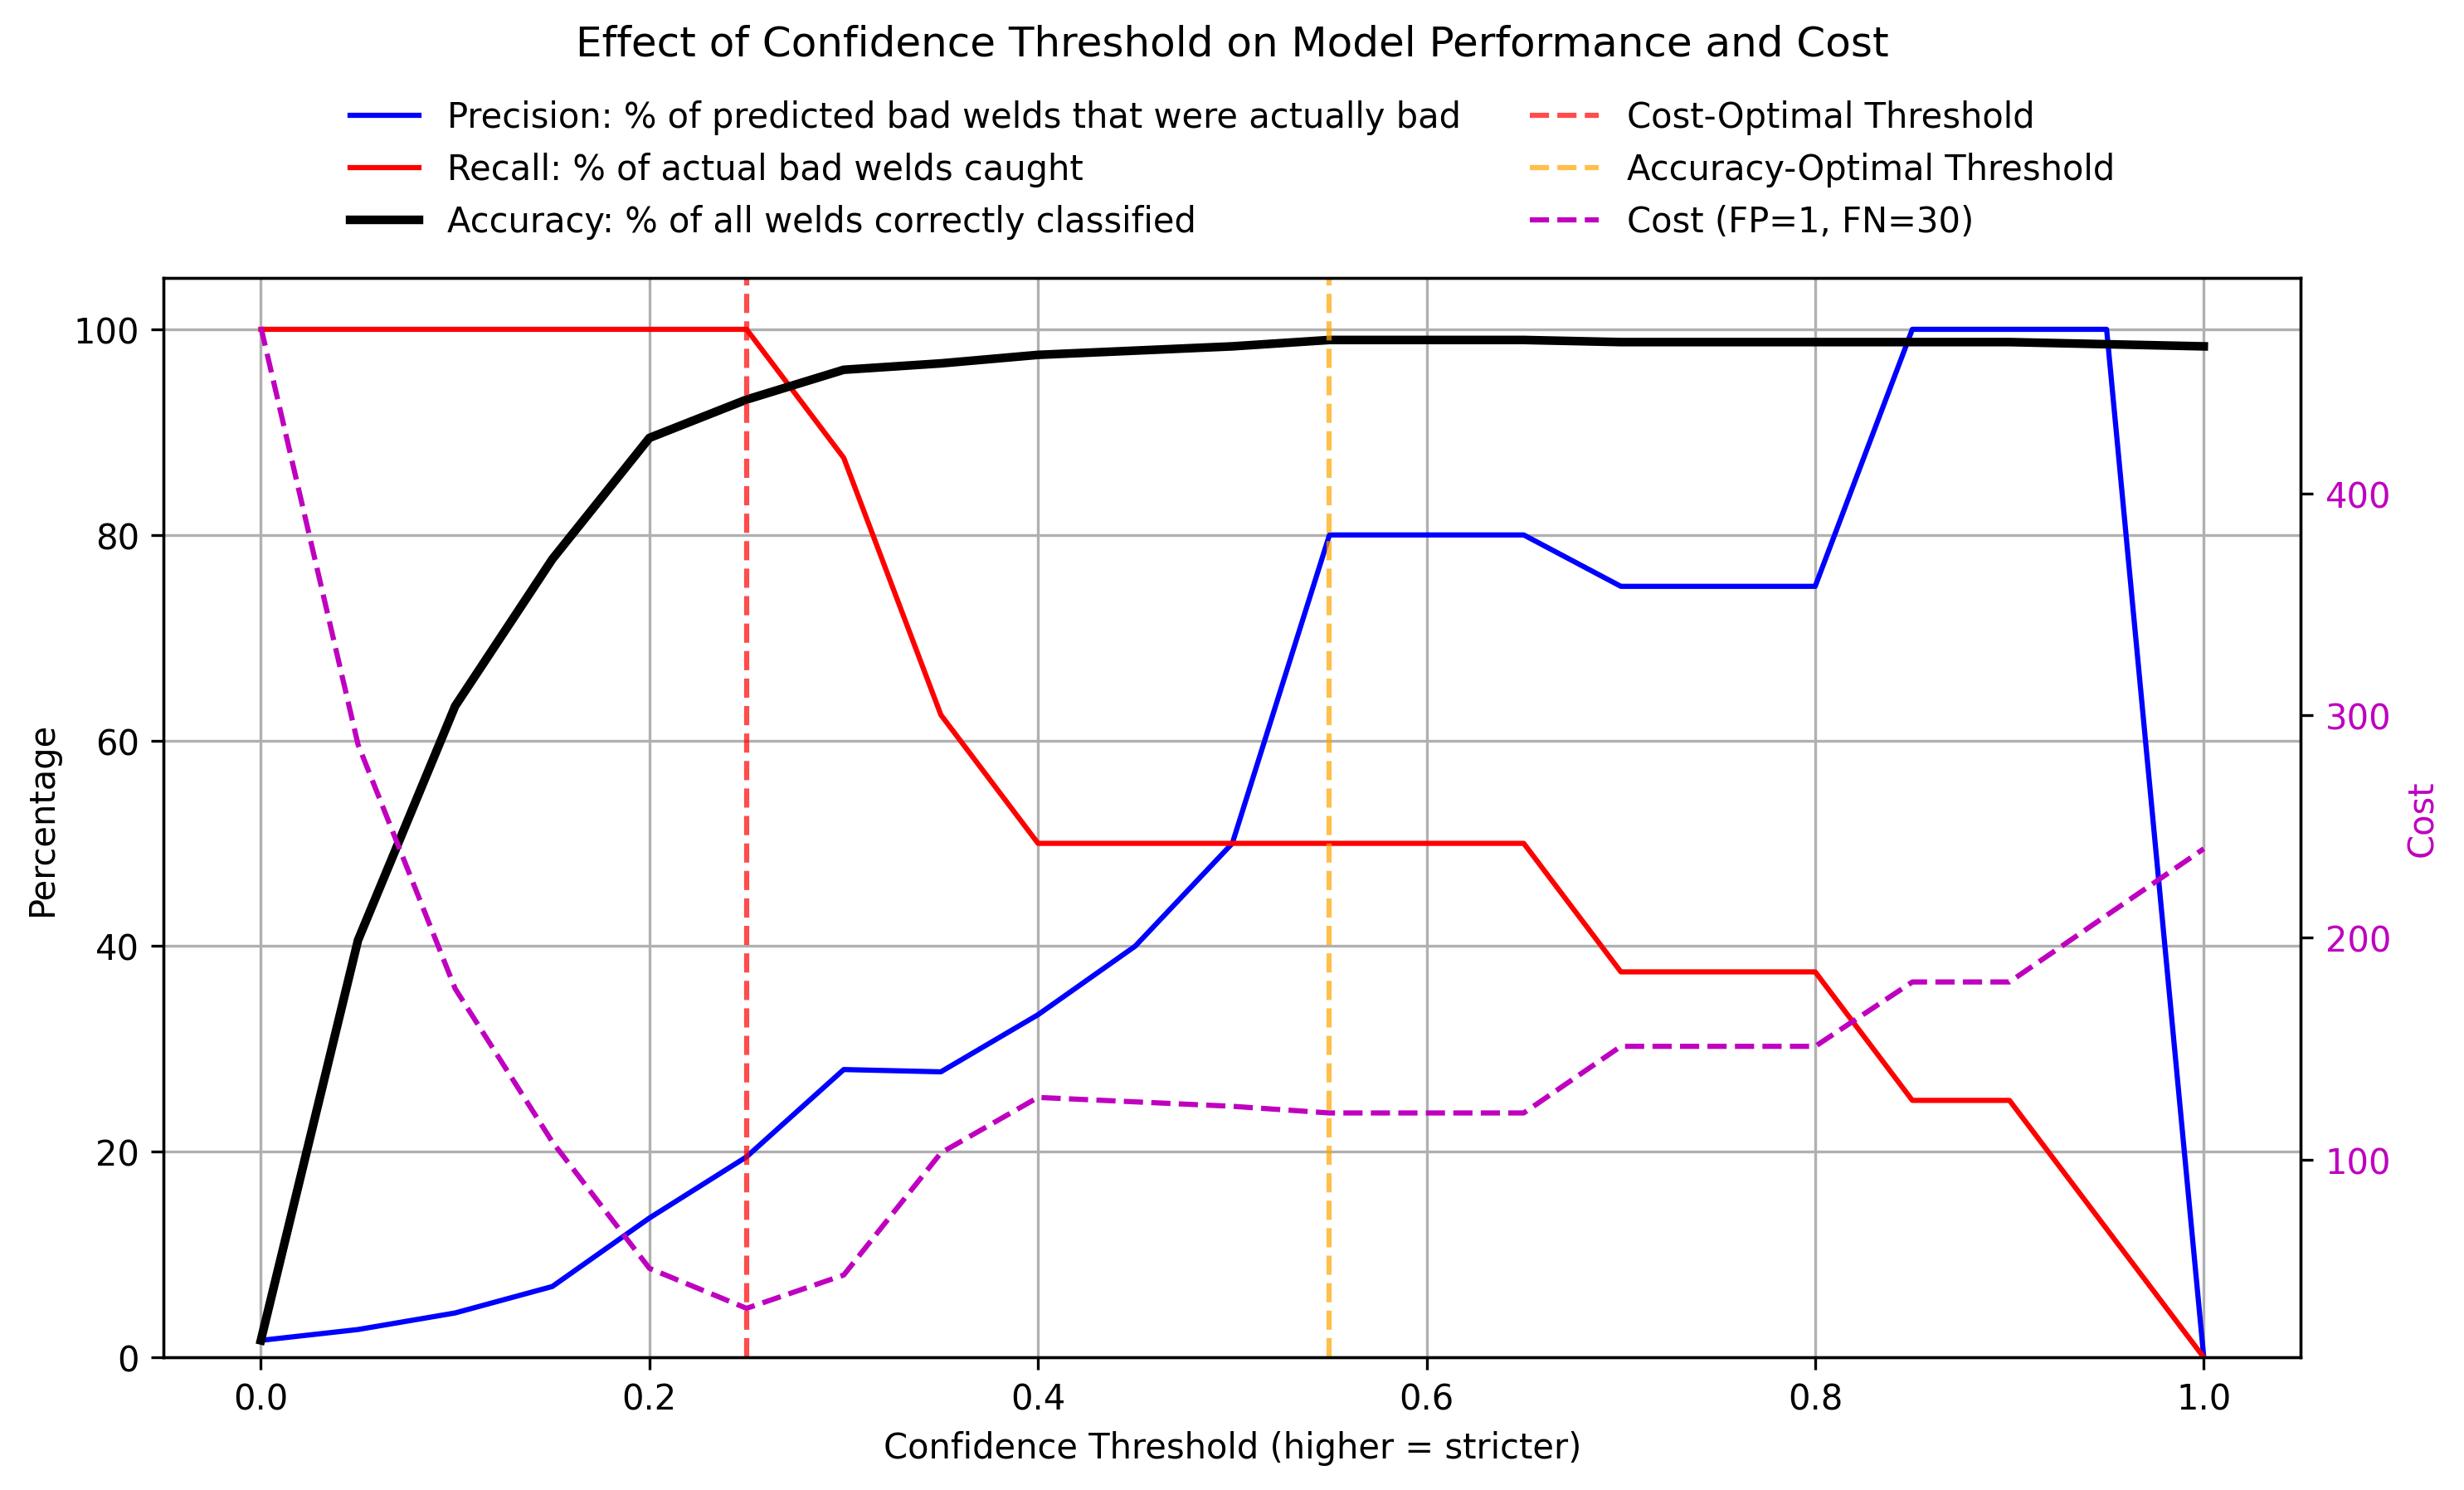 Effect of Confidence Threshold on Model Performance and Cost
Precision: % of predicted bad welds that were actually bad
Recall: % of actual bad welds caught
Accuracy: % of all welds correctly classified
Cost-Optimal Threshold
Accuracy-Optimal Threshold
Cost (FP=1, FN=30)
Percentage
100
80
60
40
20
0
0.0
0.2
0.4
0.6
0.8
1.0
Confidence Threshold (higher = stricter)
400
300
200
100
Cost